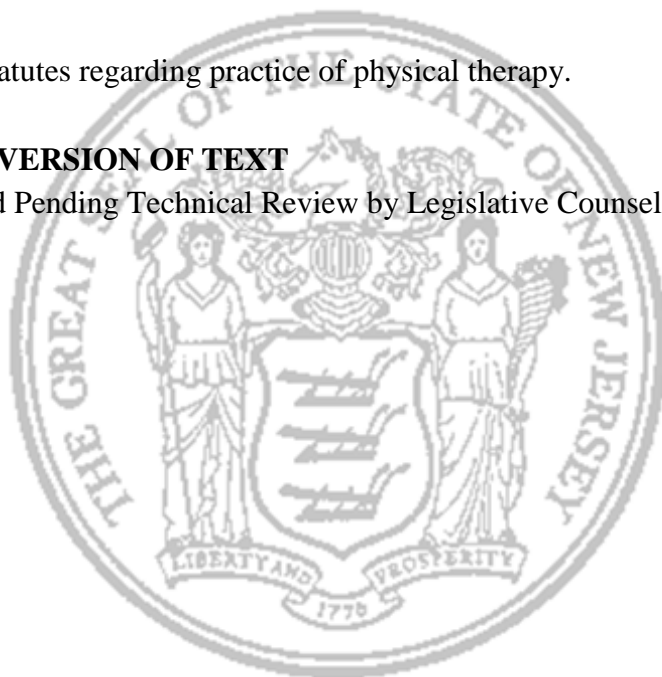 atutes regarding practice of physical therapy.
VERSION OF TEXT
d Pending Technical Review by Legislative Counsel
THE GREAT SEAL OF THE STATE OF NEW JERSEY
LIBERTY AND PROSPERITY
1776